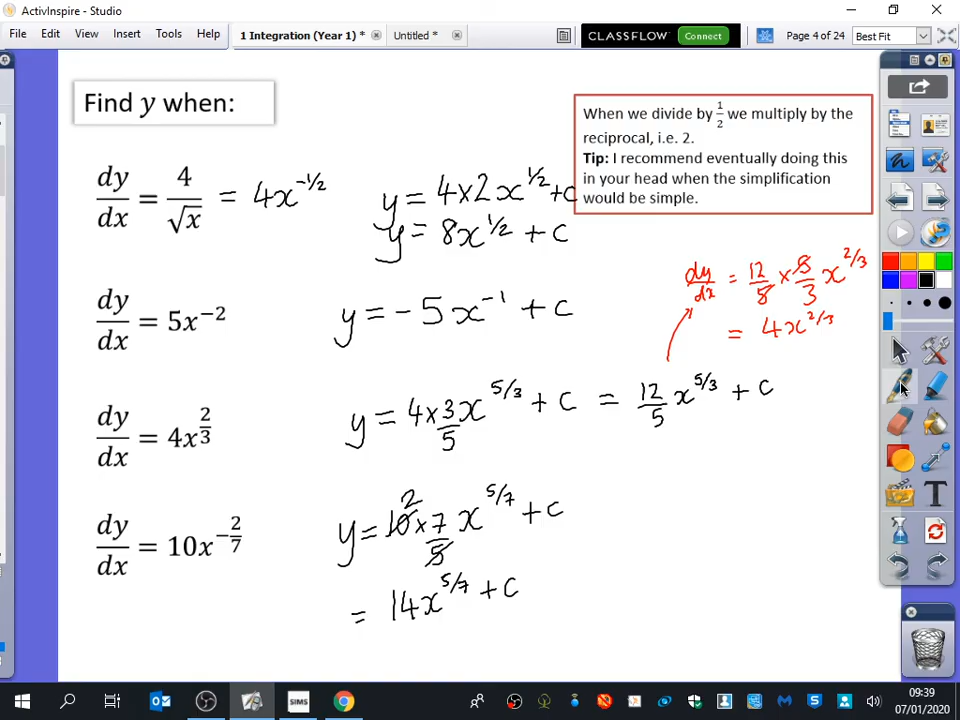 ActivInspire - Studio
File Edit View Insert Tools Help
1 Integration (Year 1) *
Untitled *
CLASSFLOW Connect
Page 4 of 24
Best Fit
Find y when:
When we divide by 1/2 we multiply by the
reciprocal, i.e. 2.
Tip: I recommend eventually doing this
in your head when the simplification
would be simple.
dy/dx = 4/√x = 4x^(-1/2)
y = 4×2x^(1/2) + c
y = 8x^(1/2) + c
dy/dx = 5x^(−2)
y = -5x^(-1) + c
dy/dx = 12/5 × 5/3 x^(2/3)
= 4x^(2/3)
dy/dx = 4x^(2/3)
y = 4×3/5 x^(5/3) + c = 12/5 x^(5/3) + c
dy/dx = 10x^(−2/7)
2
y = 10×7/5 x^(5/7) + c
= 14x^(5/7) + c
T
SIMS
09:39
07/01/2020